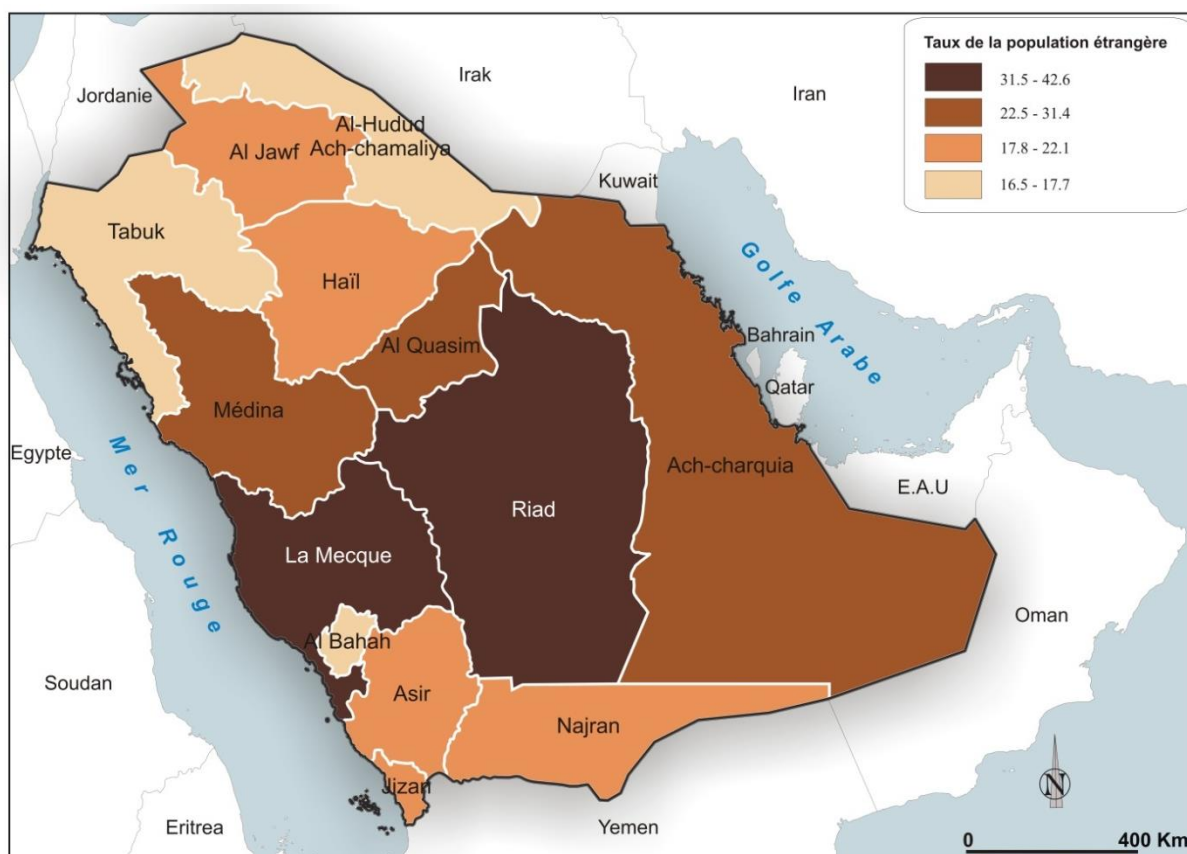 Taux de la population étrangère
31.5 - 42.6
22.5 - 31.4
17.8 - 22.1
16.5 - 17.7
Irak
Iran
Jordanie
Al-Hudud
Ach-chamaliya
Al Jawf
Kuwait
Tabuk
Haïl
Golfe Arabe
Bahrain
Al Quasim
Qatar
Médina
Egypte
Mer Rouge
Ach-charquia
E.A.U
Riad
La Mecque
Oman
Al Bahah
Soudan
Asir
Najran
Jizan
N
Eritrea
Yemen
0 400 Km